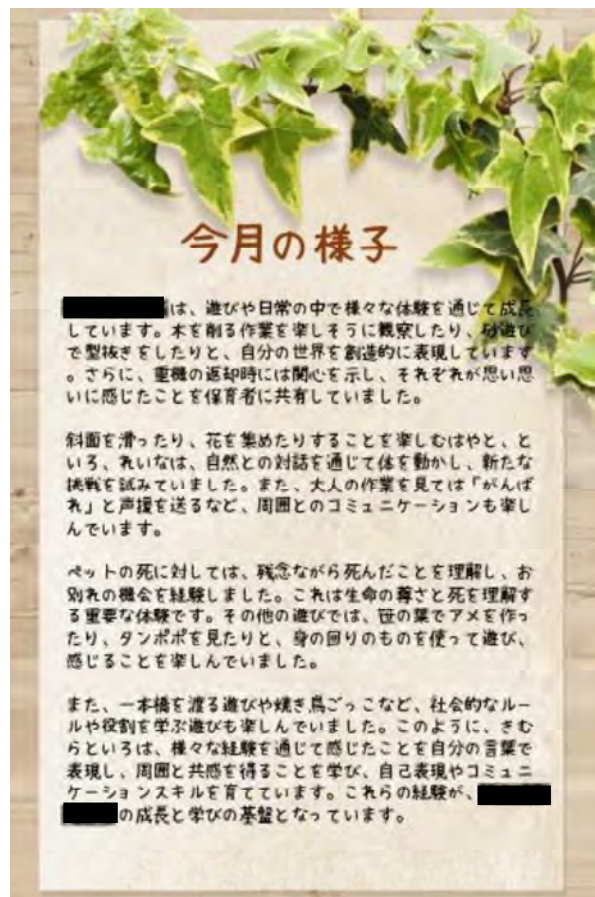 今月の様子
は、遊びや日常の中で様々な体験を通じて成長
しています。木を削る作業を楽しそうに観察したり、砂遊び
で型抜きをしたりと、自分の世界を創造的に表現しています
。さらに、重機の返却時には関心を示し、それぞれが思い思
いに感じたことを保育者に共有していました。
斜面を滑ったり、花を集めたりすることを楽しむはやと、と
いろ、れいなは、自然との対話を通じて体を動かし、新たな
挑戦を試みていました。また、大人の作業を見ては「がんば
れ」と声援を送るなど、周囲とのコミュニケーションも楽し
んでいます。
ペットの死に対しては、残念ながら死んだことを理解し、お
別れの機会を経験しました。これは生命の尊さと死を理解す
る重要な体験です。その他の遊びでは、笹の葉でアメを作っ
たり、タンポポを見たりと、身の回りのものを使って遊び、
感じることを楽しんでいました。
また、一本橋を渡る遊びや焼き鳥ごっこなど、社会的なルー
ルや役割を学ぶ遊びも楽しんでいました。このように、きむ
らといろは、様々な経験を通じて感じたことを自分の言葉で
表現し、周囲と共感を得ることを学び、自己表現やコミュニ
ケーションスキルを育てています。これらの経験が、
の成長と学びの基盤となっています。